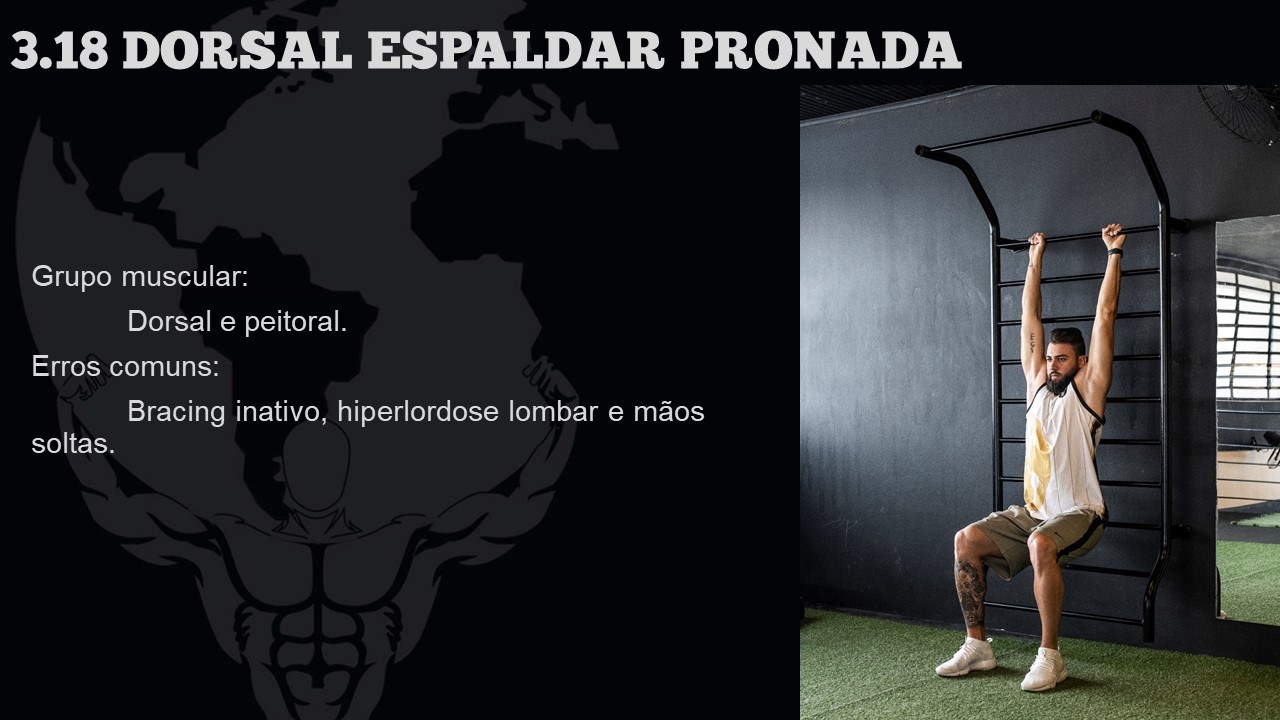 3.18 DORSAL ESPALDAR PRONADA
Grupo muscular:
Dorsal e peitoral.
Erros comuns:
Bracing inativo, hiperlordose lombar e mãos
soltas.